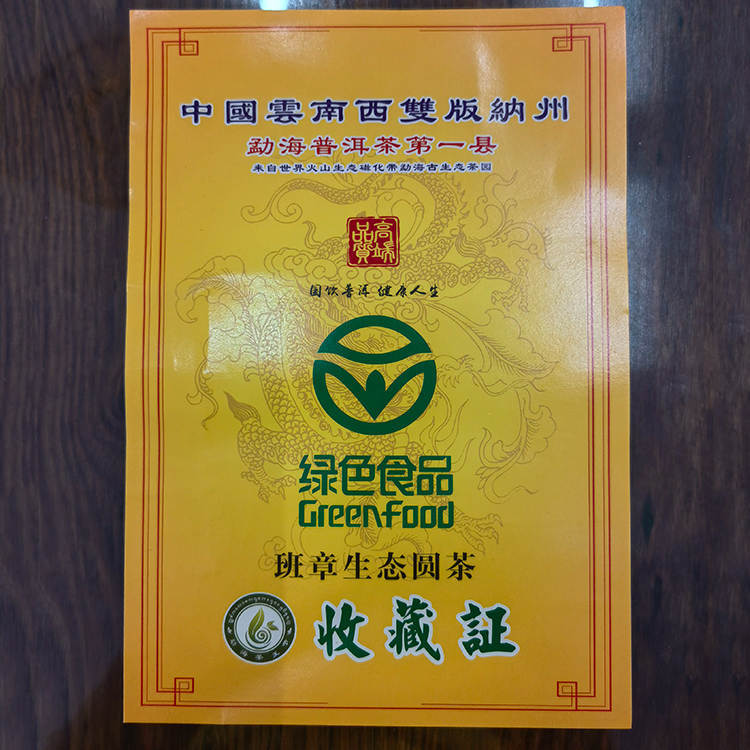 中國雲南西雙版納州
勐海普洱茶第一县
来自世界火山生态磁化带勐海古生态茶园
高端品質
国饮普洱 健康人生
绿色食品
Greenfood
班章生态圆茶
收藏証